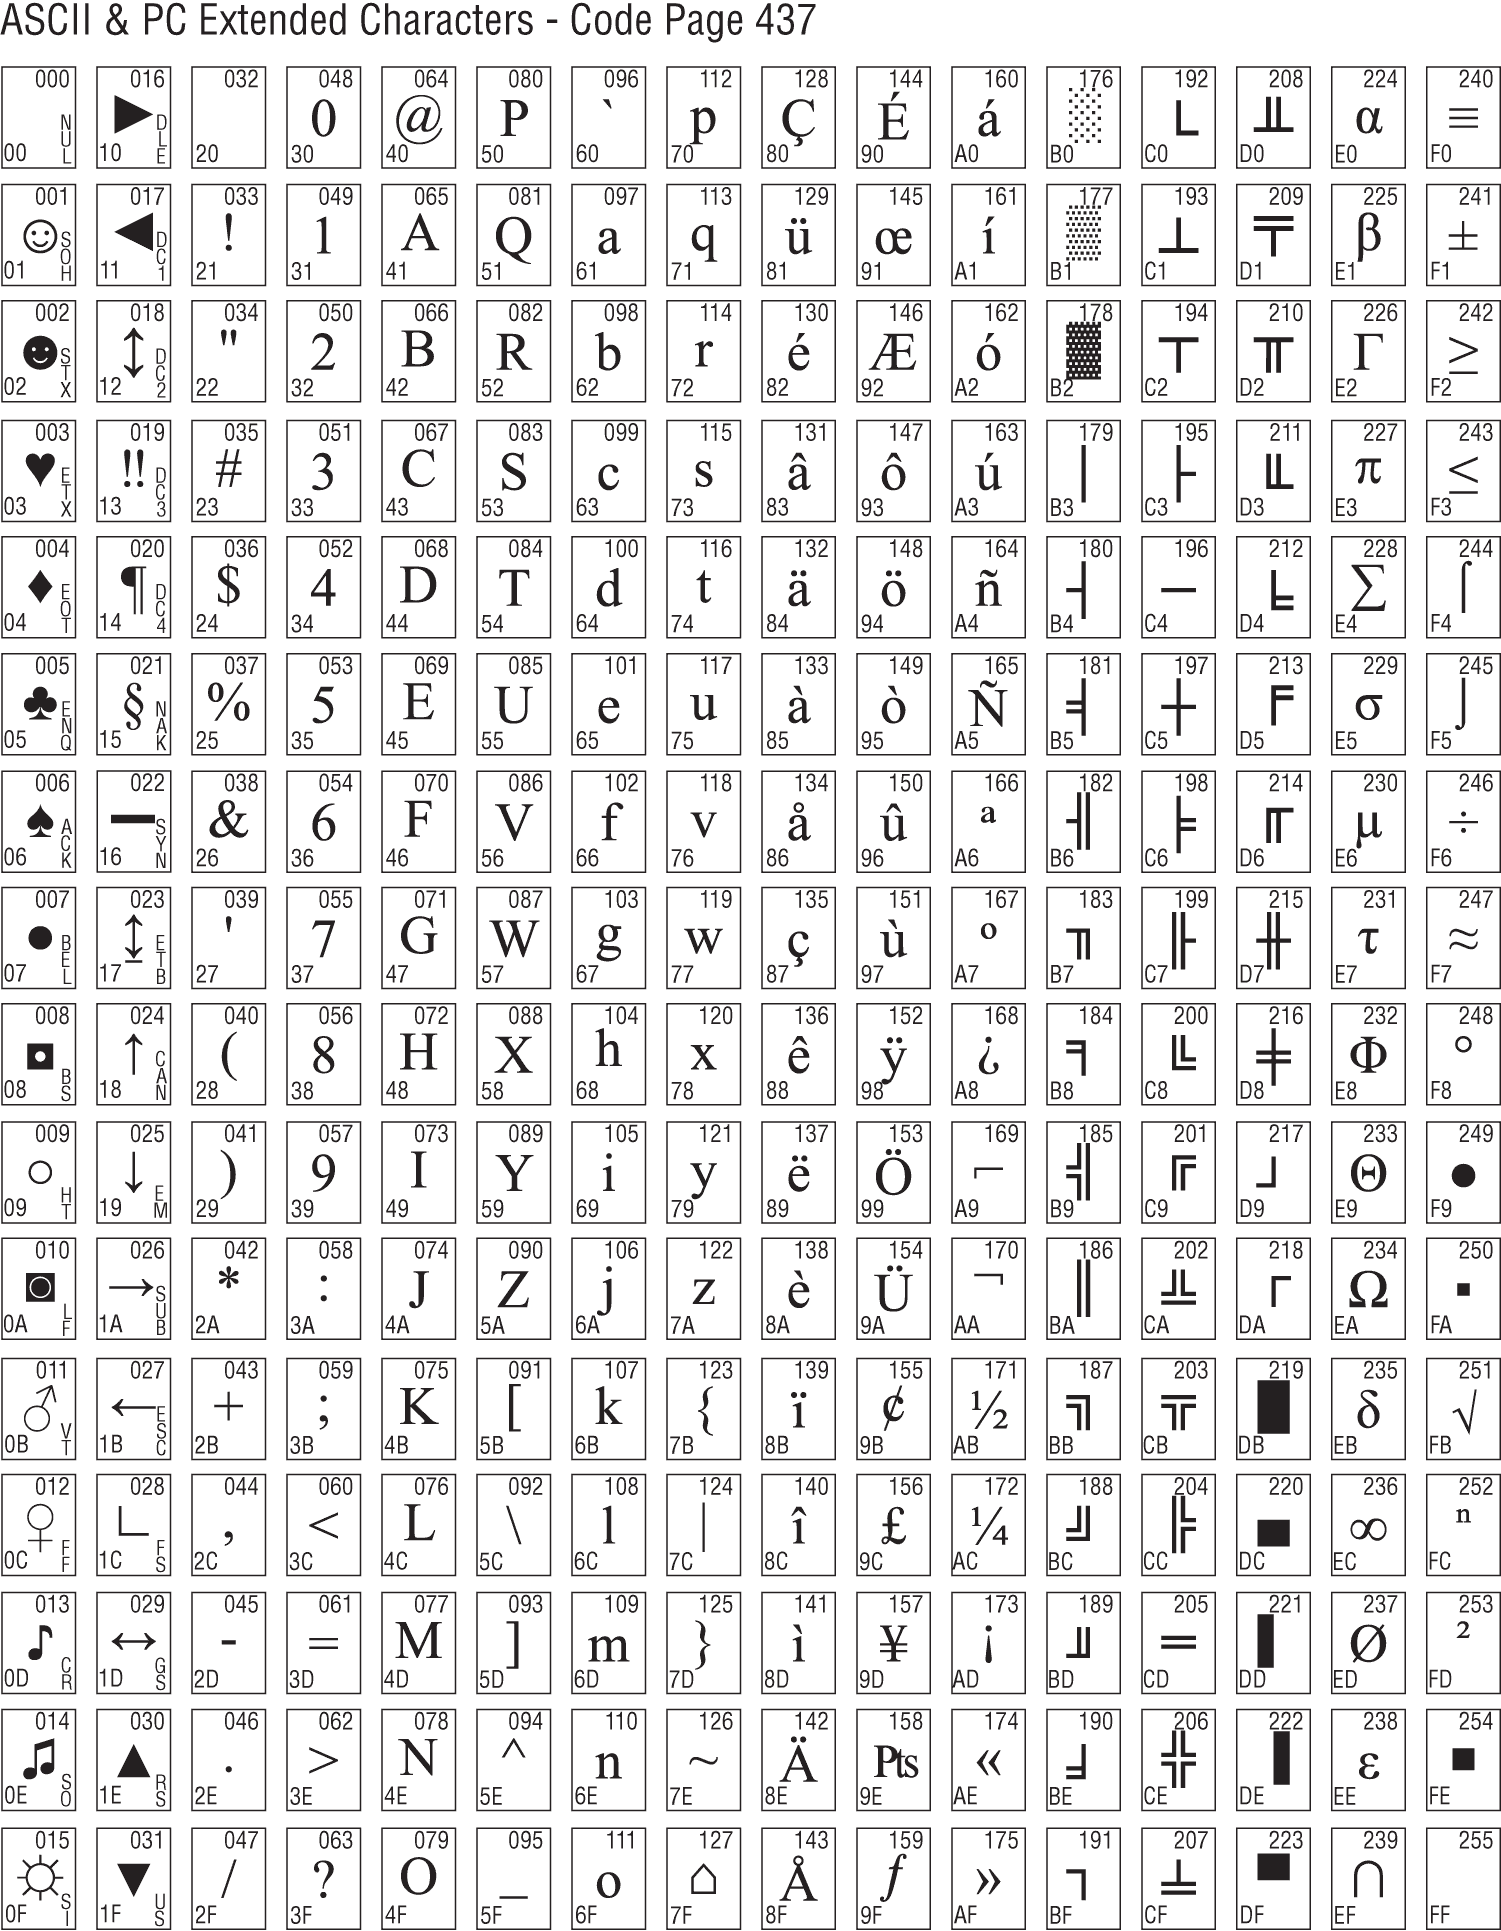 ASCII & PC Extended Characters - Code Page 437
000 016 032 048 064 080 096 112 128 144 160 176 192 208 224 240
► 0 @ P ` p Ç É á ░ └ ╨ α ≡
00 NUL 10 DLE 20 30 40 50 60 70 80 90 A0 B0 C0 D0 E0 F0
001 017 033 049 065 081 097 113 129 145 161 177 193 209 225 241
☺ ◄ ! 1 A Q a q ü œ í ▒ ┴ ╤ β ±
01 SOH 11 DC1 21 31 41 51 61 71 81 91 A1 B1 C1 D1 E1 F1
002 018 034 050 066 082 098 114 130 146 162 178 194 210 226 242
☻ ↕ " 2 B R b r é Æ ó ▓ ┬ ╥ Γ ≥
02 STX 12 DC2 22 32 42 52 62 72 82 92 A2 B2 C2 D2 E2 F2
003 019 035 051 067 083 099 115 131 147 163 179 195 211 227 243
♥ ‼ # 3 C S c s â ô ú │ ├ ╙ π ≤
03 ETX 13 DC3 23 33 43 53 63 73 83 93 A3 B3 C3 D3 E3 F3
004 020 036 052 068 084 100 116 132 148 164 180 196 212 228 244
♦ ¶ $ 4 D T d t ä ö ñ ┤ ─ ╘ ∑ ⌠
04 EOT 14 DC4 24 34 44 54 64 74 84 94 A4 B4 C4 D4 E4 F4
005 021 037 053 069 085 101 117 133 149 165 181 197 213 229 245
♣ § % 5 E U e u à ò Ñ ╡ ┼ ╒ σ ⌡
05 ENQ 15 NAK 25 35 45 55 65 75 85 95 A5 B5 C5 D5 E5 F5
006 022 038 054 070 086 102 118 134 150 166 182 198 214 230 246
♠ ▬ & 6 F V f v å û ª ╢ ╞ ╓ µ ÷
06 ACK 16 SYN 26 36 46 56 66 76 86 96 A6 B6 C6 D6 E6 F6
007 023 039 055 071 087 103 119 135 151 167 183 199 215 231 247
● ↨ ' 7 G W g w ç ù º ╖ ╟ ╫ τ ≈
07 BEL 17 ETB 27 37 47 57 67 77 87 97 A7 B7 C7 D7 E7 F7
008 024 040 056 072 088 104 120 136 152 168 184 200 216 232 248
◘ ↑ ( 8 H X h x ê ÿ ¿ ╕ ╚ ╪ Φ °
08 BS 18 CAN 28 38 48 58 68 78 88 98 A8 B8 C8 D8 E8 F8
009 025 041 057 073 089 105 121 137 153 169 185 201 217 233 249
○ ↓ ) 9 I Y i y ë Ö ⌐ ╣ ╔ ┘ Θ ●
09 HT 19 EM 29 39 49 59 69 79 89 99 A9 B9 C9 D9 E9 F9
010 026 042 058 074 090 106 122 138 154 170 186 202 218 234 250
◙ → * : J Z j z è Ü ¬ ║ ╩ ┌ Ω ▪
0A LF 1A SUB 2A 3A 4A 5A 6A 7A 8A 9A AA BA CA DA EA FA
011 027 043 059 075 091 107 123 139 155 171 187 203 219 235 251
♂ ← + ; K [ k { ï ¢ ½ ╗ ╦ █ δ √
0B VT 1B ESC 2B 3B 4B 5B 6B 7B 8B 9B AB BB CB DB EB FB
012 028 044 060 076 092 108 124 140 156 172 188 204 220 236 252
♀ ∟ , < L \ l | î £ ¼ ╝ ╠ ▄ ∞ ⁿ
0C FF 1C FS 2C 3C 4C 5C 6C 7C 8C 9C AC BC CC DC EC FC
013 029 045 061 077 093 109 125 141 157 173 189 205 221 237 253
♪ ↔ - = M ] m } ì ¥ ¡ ╜ ═ ▌ Ø ²
0D CR 1D GS 2D 3D 4D 5D 6D 7D 8D 9D AD BD CD DD ED FD
014 030 046 062 078 094 110 126 142 158 174 190 206 222 238 254
♫ ▲ . > N ^ n ~ Ä ₧ « ╛ ╬ ▐ ε ■
0E SO 1E RS 2E 3E 4E 5E 6E 7E 8E 9E AE BE CE DE EE FE
015 031 047 063 079 095 111 127 143 159 175 191 207 223 239 255
☼ ▼ / ? O _ o ⌂ Å ƒ » ┐ ╧ ▀ ∩
0F SI 1F US 2F 3F 4F 5F 6F 7F 8F 9F AF BF CF DF EF FF